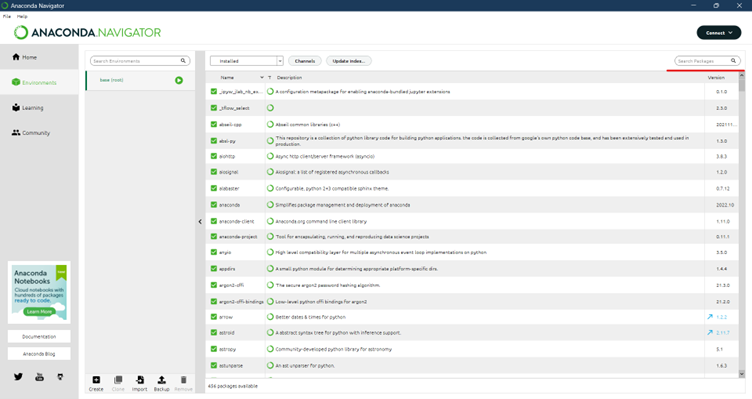 Anaconda Navigator
File Help
ANACONDA.NAVIGATOR
Connect
Home
Environments
Learning
Community
Search Environments
base (root)
Installed
Channels
Update index...
Search Packages
Name
T
Description
Version
_ipyw_jlab_nb_ex...
A configuration metapackage for enabling anaconda-bundled jupyter extensions
0.1.0
_tflow_select
2.3.0
abseil-cpp
Abseil common libraries (c++)
202111...
absl-py
This repository is a collection of python library code for building python applications. the code is collected from google's own python code base, and has been extensively tested and used in
production.
1.3.0
aiohttp
Async http client/server framework (asyncio)
3.8.3
aiosignal
Aiosignal: a list of registered asynchronous callbacks
1.2.0
alabaster
Configurable, python 2+3 compatible sphinx theme.
0.7.12
anaconda
Simplifies package management and deployment of anaconda
2022.10
anaconda-client
Anaconda.org command line client library
1.11.0
anaconda-project
Tool for encapsulating, running, and reproducing data science projects
0.11.1
anyio
High level compatibility layer for multiple asynchronous event loop implementations on python
3.5.0
appdirs
A small python module for determining appropriate platform-specific dirs.
1.4.4
argon2-cffi
The secure argon2 password hashing algorithm.
21.3.0
argon2-cffi-bindings
Low-level python cffi bindings for argon2
21.2.0
arrow
Better dates & times for python
1.2.2
astroid
A abstract syntax tree for python with inference support.
2.11.7
astropy
Community-developed python library for astronomy
5.1
astunparse
An ast unparser for python.
1.6.3
Anaconda
Notebooks
Cloud notebooks with
hundreds of packages
ready to code.
Learn More
Documentation
Anaconda Blog
Create
Clone
Import
Backup
Remove
434 packages available